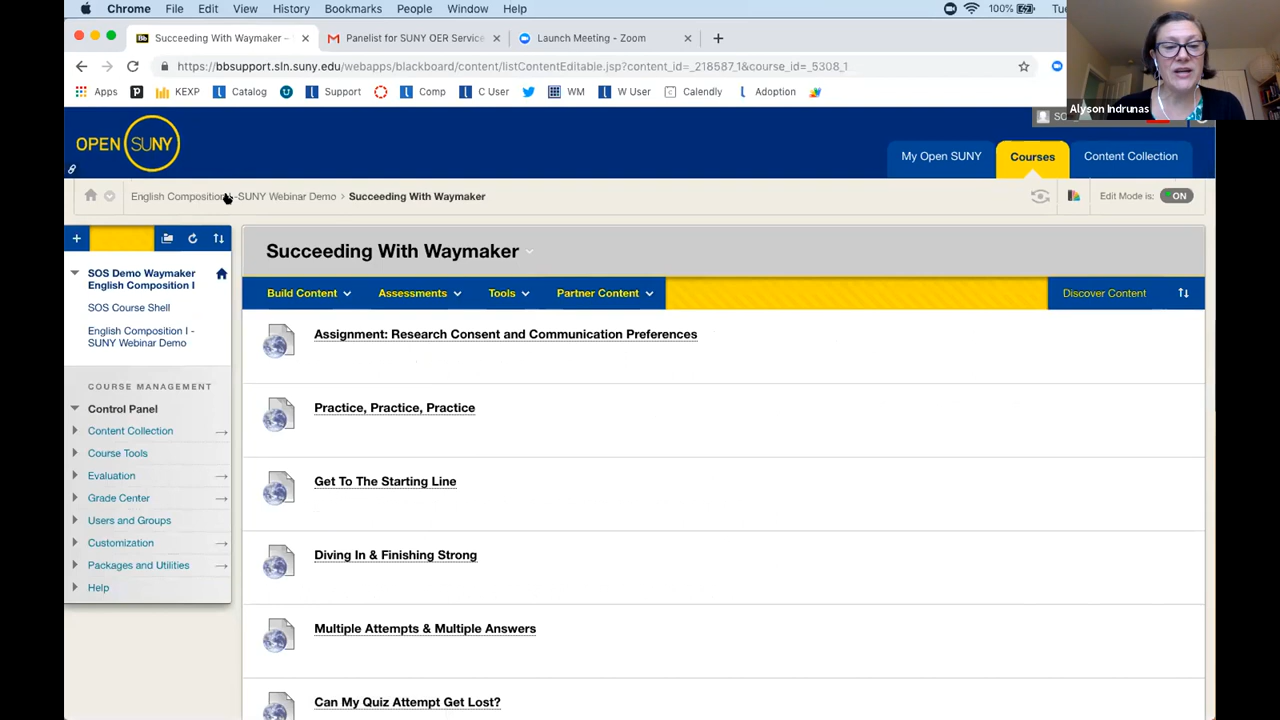 Chrome File Edit View History Bookmarks People Window Help 100% Tue
Succeeding With Waymaker – Panelist for SUNY OER Service Launch Meeting - Zoom
https://bbsupport.sln.suny.edu/webapps/blackboard/content/listContentEditable.jsp?content_id=_218587_1&course_id=_5308_1
Apps KEXP Catalog Support Comp C User WM W User Calendly Adoption
Alyson Indrunas
OPEN SUNY
My Open SUNY Courses Content Collection
English Composition I -SUNY Webinar Demo Succeeding With Waymaker Edit Mode is: ON
SOS Demo Waymaker
English Composition I
SOS Course Shell
English Composition I -
SUNY Webinar Demo
COURSE MANAGEMENT
Control Panel
Content Collection
Course Tools
Evaluation
Grade Center
Users and Groups
Customization
Packages and Utilities
Help
Succeeding With Waymaker
Build Content Assessments Tools Partner Content Discover Content
Assignment: Research Consent and Communication Preferences
Practice, Practice, Practice
Get To The Starting Line
Diving In & Finishing Strong
Multiple Attempts & Multiple Answers
Can My Quiz Attempt Get Lost?